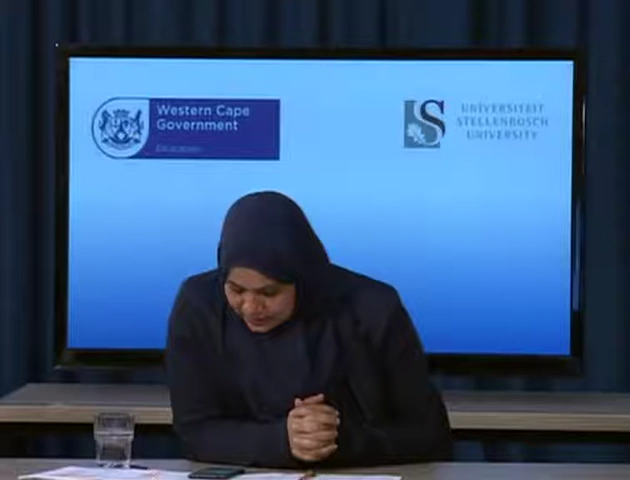 Western Cape
Government
Education
UNIVERSITEIT
STELLENBOSCH
UNIVERSITY